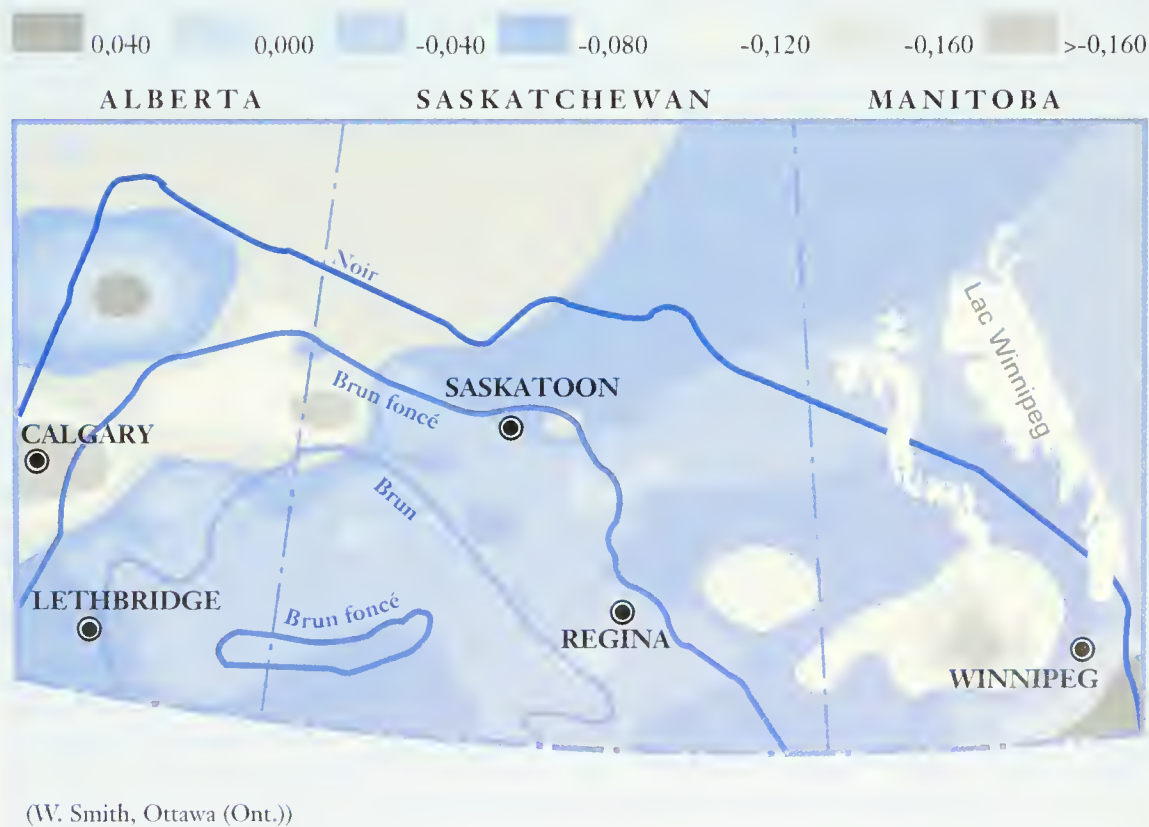 0,040 0,000 -0,040 -0,080 -0,120 -0,160 >-0,160
ALBERTA SASKATCHEWAN MANITOBA
Noir
Lac Winnipeg
Brun foncé
SASKATOON
CALGARY
Brun
LETHBRIDGE
Brun foncé
REGINA
WINNIPEG
(W. Smith, Ottawa (Ont.))